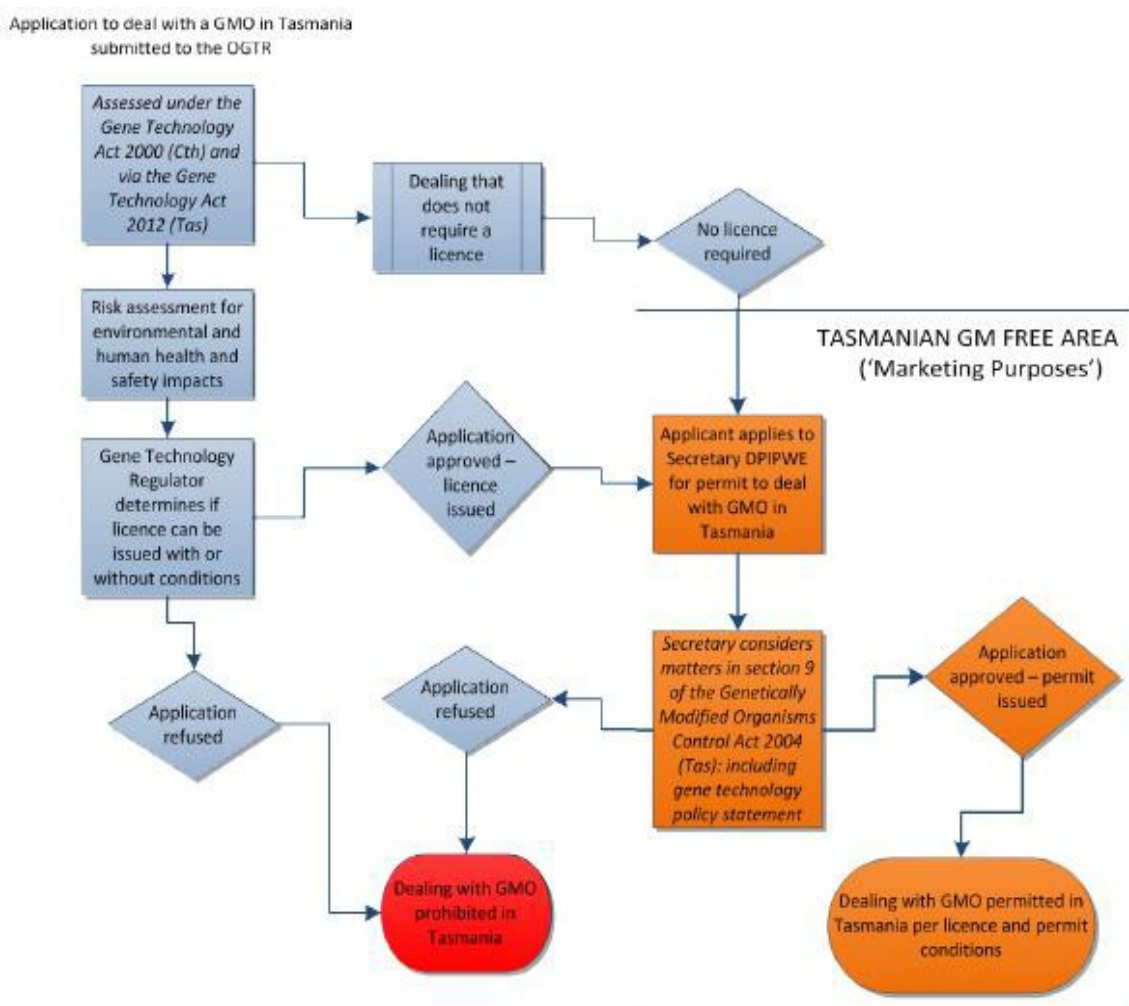 Application to deal with a GMO in Tasmania
submitted to the OGTR
Assessed under the
Gene Technology
Act 2000 (Cth) and
via the Gene
Technology Act
2012 (Tas)
Dealing that
does not
require a
licence
No licence
required
Risk assessment for
environmental and
human health and
safety impacts
TASMANIAN GM FREE AREA
('Marketing Purposes')
Gene Technology
Regulator
determines if
licence can be
issued with or
without conditions
Application
approved –
licence
issued
Applicant applies to
Secretary DPIPWE
for permit to deal
with GMO in
Tasmania
Application
refused
Application
refused
Secretary considers
matters in section 9
of the Genetically
Modified Organisms
Control Act 2004
(Tas): including
gene technology
policy statement
Application
approved – permit
issued
Dealing with GMO
prohibited in
Tasmania
Dealing with GMO permitted in
Tasmania per licence and permit
conditions